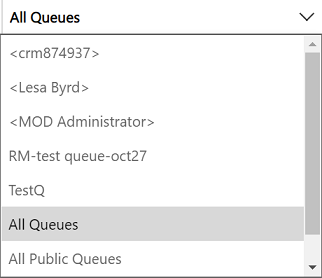 All Queues
<crm874937>
<Lesa Byrd>
<MOD Administrator>
RM-test queue-oct27
TestQ
All Queues
All Public Queues